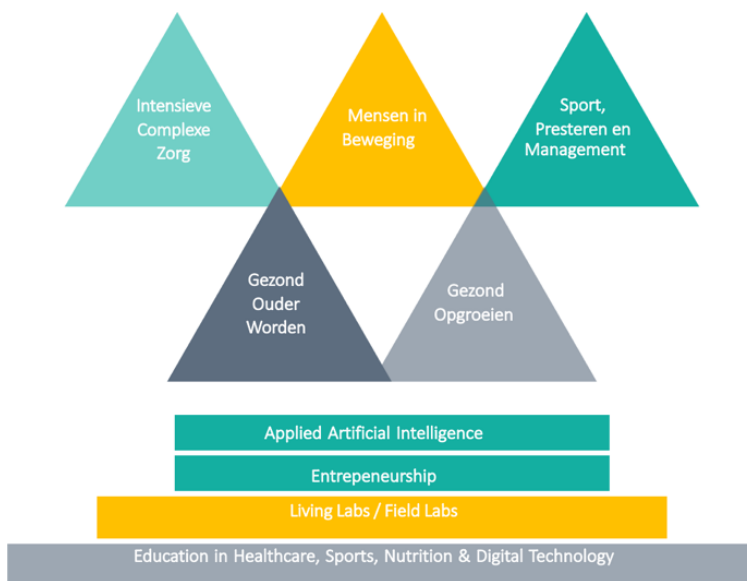 Intensieve
Complexe
Zorg
Mensen in
Beweging
Sport,
Presteren en
Management
Gezond
Ouder
Worden
Gezond
Opgroeien
Applied Artificial Intelligence
Entrepeneurship
Living Labs / Field Labs
Education in Healthcare, Sports, Nutrition & Digital Technology